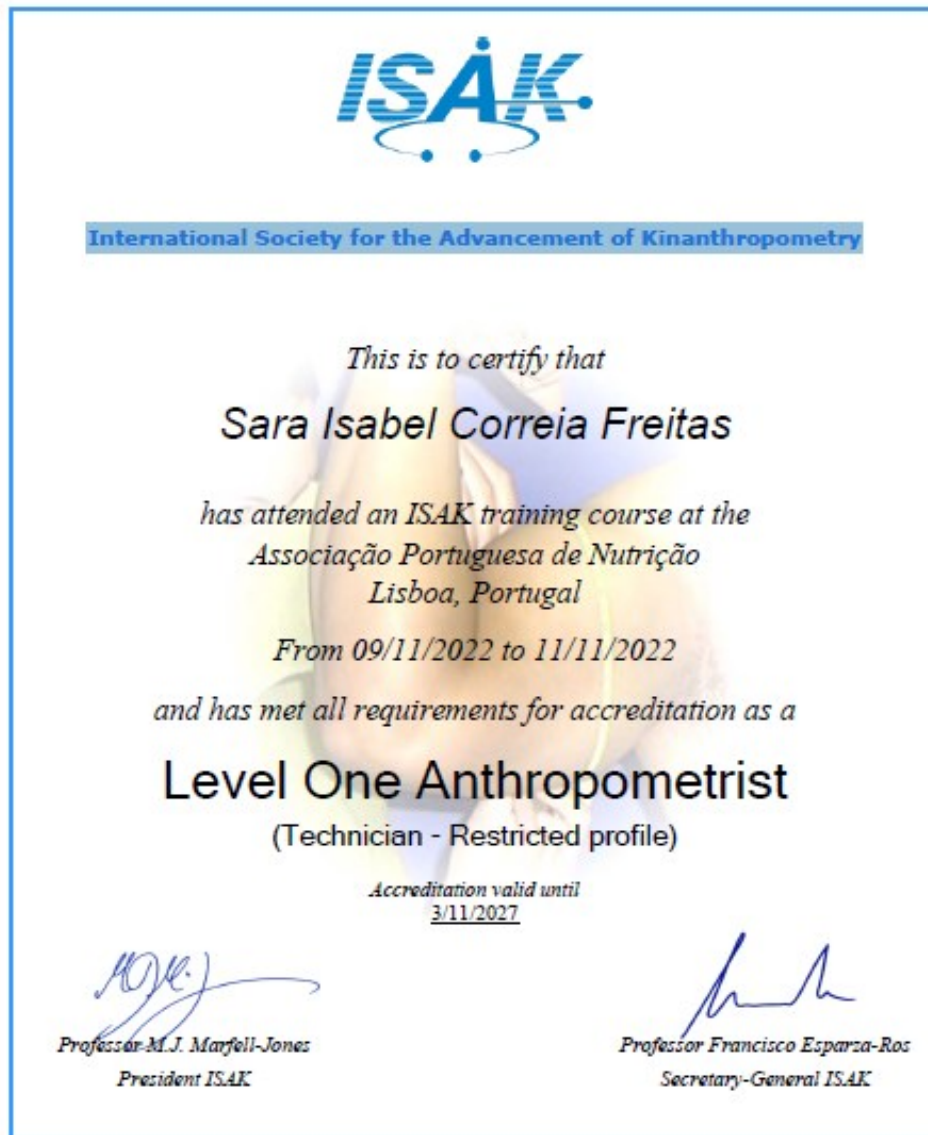 ISAK
International Society for the Advancement of Kinanthropometry
This is to certify that
Sara Isabel Correia Freitas
has attended an ISAK training course at the
Associação Portuguesa de Nutrição
Lisboa, Portugal
From 09/11/2022 to 11/11/2022
and has met all requirements for accreditation as a
Level One Anthropometrist
(Technician - Restricted profile)
Accreditation valid until
3/11/2027
Professor M.J. Marfell-Jones
President ISAK
Professor Francisco Esparza-Ros
Secretary-General ISAK